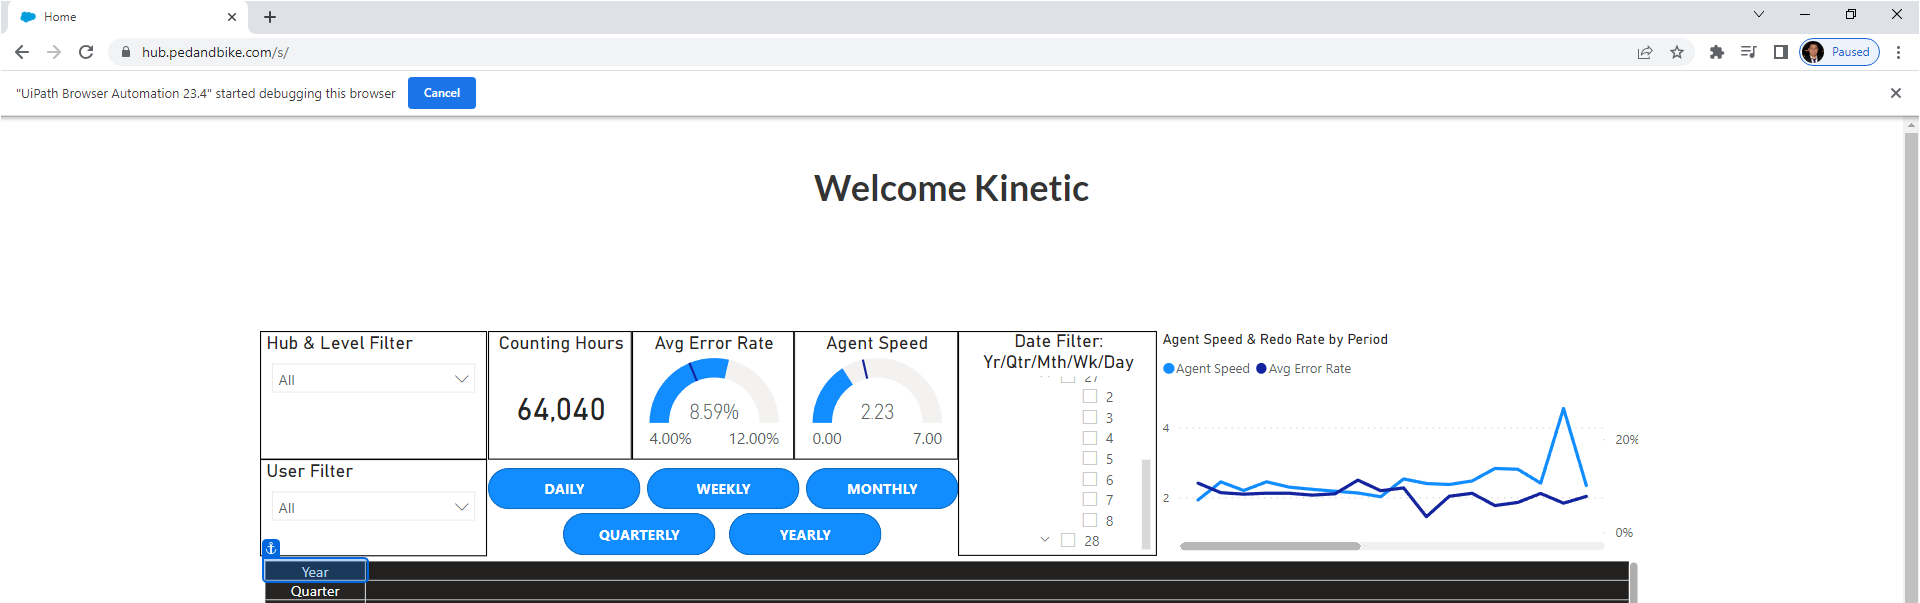 Home
hub.pedandbike.com/s/
Paused
"UiPath Browser Automation 23.4" started debugging this browser
Cancel
Welcome Kinetic
Hub & Level Filter
All
User Filter
All
Counting Hours
64,040
Avg Error Rate
8.59%
4.00% 12.00%
Agent Speed
2.23
0.00 7.00
DAILY
WEEKLY
MONTHLY
QUARTERLY
YEARLY
Date Filter:
Yr/Qtr/Mth/Wk/Day
27
2
3
4
5
6
7
8
28
Agent Speed & Redo Rate by Period
Agent Speed Avg Error Rate
4
20%
2
0%
Year
Quarter